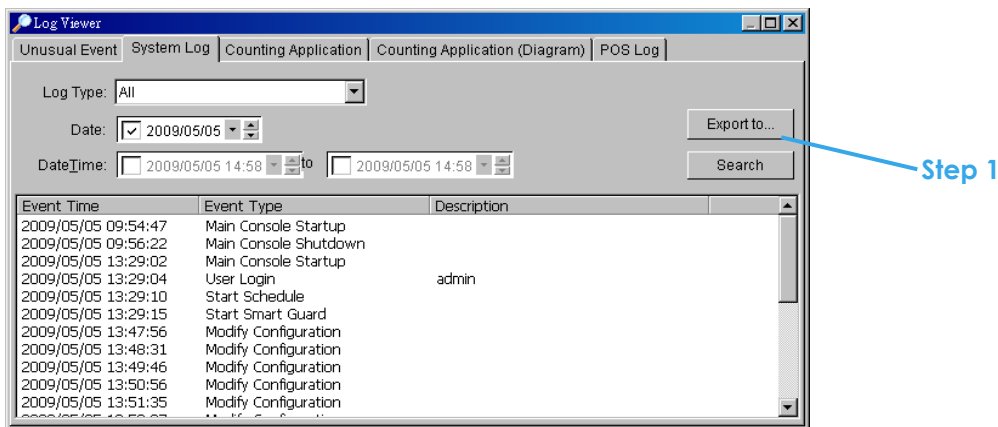 Log Viewer
Unusual Event System Log Counting Application Counting Application (Diagram) POS Log
Log Type: All
Date: 2009/05/05
Export to...
DateTime: 2009/05/05 14:58 to 2009/05/05 14:58
Search
Step 1
Event Time Event Type Description
2009/05/05 09:54:47 Main Console Startup
2009/05/05 09:56:22 Main Console Shutdown
2009/05/05 13:29:02 Main Console Startup
2009/05/05 13:29:04 User Login admin
2009/05/05 13:29:10 Start Schedule
2009/05/05 13:29:15 Start Smart Guard
2009/05/05 13:47:56 Modify Configuration
2009/05/05 13:48:31 Modify Configuration
2009/05/05 13:49:46 Modify Configuration
2009/05/05 13:50:56 Modify Configuration
2009/05/05 13:51:35 Modify Configuration